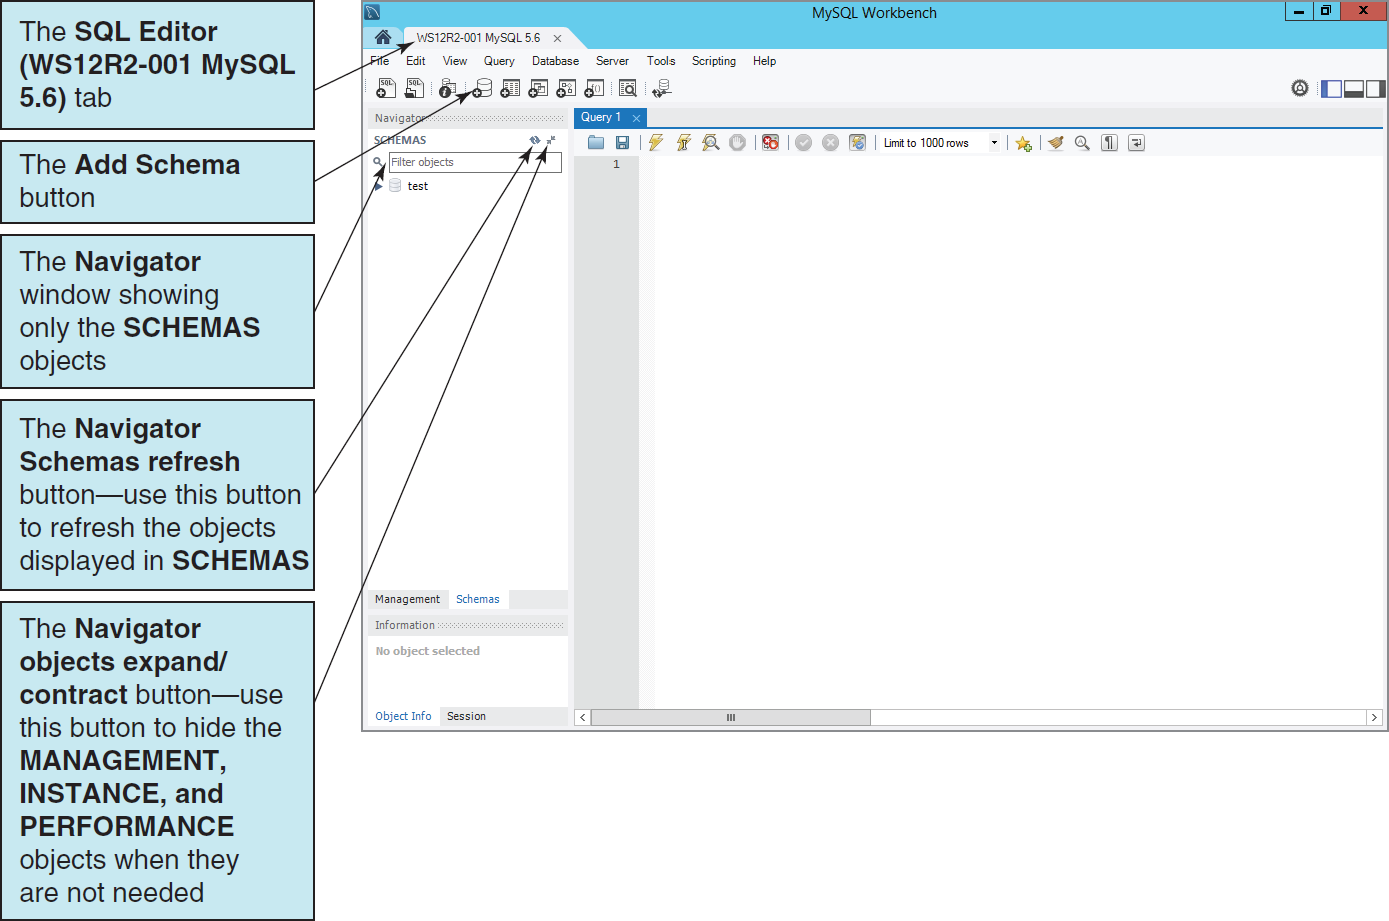 The SQL Editor
(WS12R2-001 MySQL
5.6) tab
The Add Schema
button
The Navigator
window showing
only the SCHEMAS
objects
The Navigator
Schemas refresh
button—use this button
to refresh the objects
displayed in SCHEMAS
The Navigator
objects expand/
contract button—use
this button to hide the
MANAGEMENT,
INSTANCE, and
PERFORMANCE
objects when they
are not needed
MySQL Workbench
WS12R2-001 MySQL 5.6
File Edit View Query Database Server Tools Scripting Help
SQL SQL
Navigator
SCHEMAS
Filter objects
test
Management Schemas
Information
No object selected
Object Info Session
Query 1
Limit to 1000 rows
1